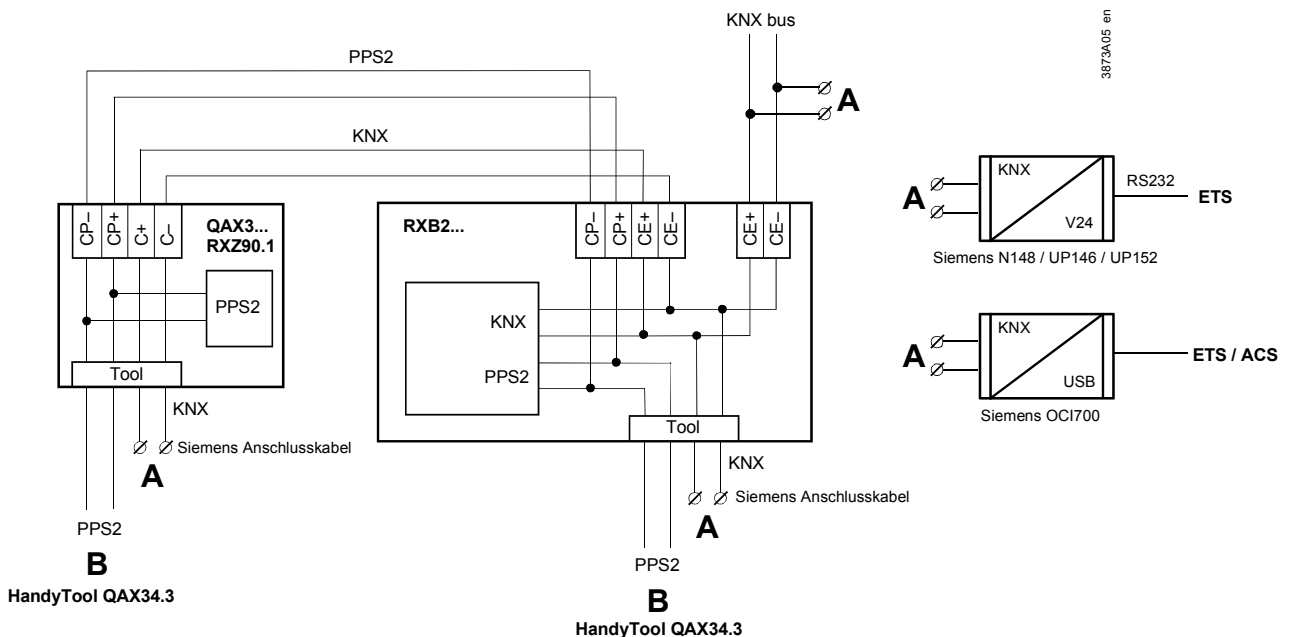 KNX bus
3873A05 en
PPS2
A
KNX
KNX
RS232
A
ETS
V24
Siemens N148 / UP146 / UP152
CP–
CP+
C+
C–
QAX3...
RXZ90.1
PPS2
Tool
KNX
Siemens Anschlusskabel
A
PPS2
B
HandyTool QAX34.3
RXB2...
CP–
CP+
CE+
CE–
CE+
CE–
KNX
PPS2
Tool
KNX
Siemens Anschlusskabel
A
PPS2
B
HandyTool QAX34.3
KNX
A
ETS / ACS
USB
Siemens OCI700